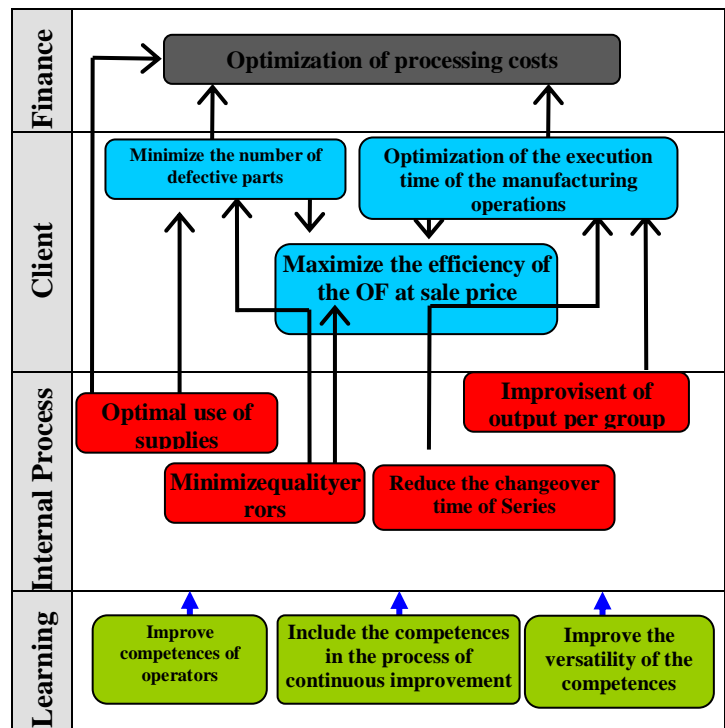 Finance
Optimization of processing costs
Client
Minimize the number of
defective parts
Optimization of the execution
time of the manufacturing
operations
Maximize the efficiency of
the OF at sale price
Internal Process
Optimal use of
supplies
Improvisent of
output per group
Minimizequalityer
rors
Reduce the changeover
time of Series
Learning
Improve
competences of
operators
Include the competences
in the process of
continuous improvement
Improve the
versatility of the
competences